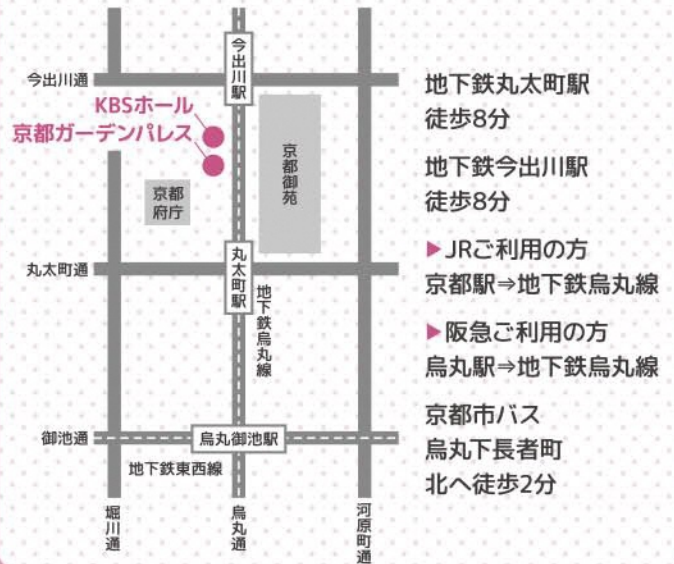 今出川駅
今出川通
KBSホール
京都ガーデンパレス
京都御苑
京都
府庁
丸太町通
丸太町駅
地下鉄烏丸線
御池通
烏丸御池駅
地下鉄東西線
堀川通
烏丸通
河原町通
地下鉄丸太町駅
徒歩8分
地下鉄今出川駅
徒歩8分
▶JRご利用の方
京都駅⇒地下鉄烏丸線
▶阪急ご利用の方
烏丸駅⇒地下鉄烏丸線
京都市バス
烏丸下長者町
北へ徒歩2分